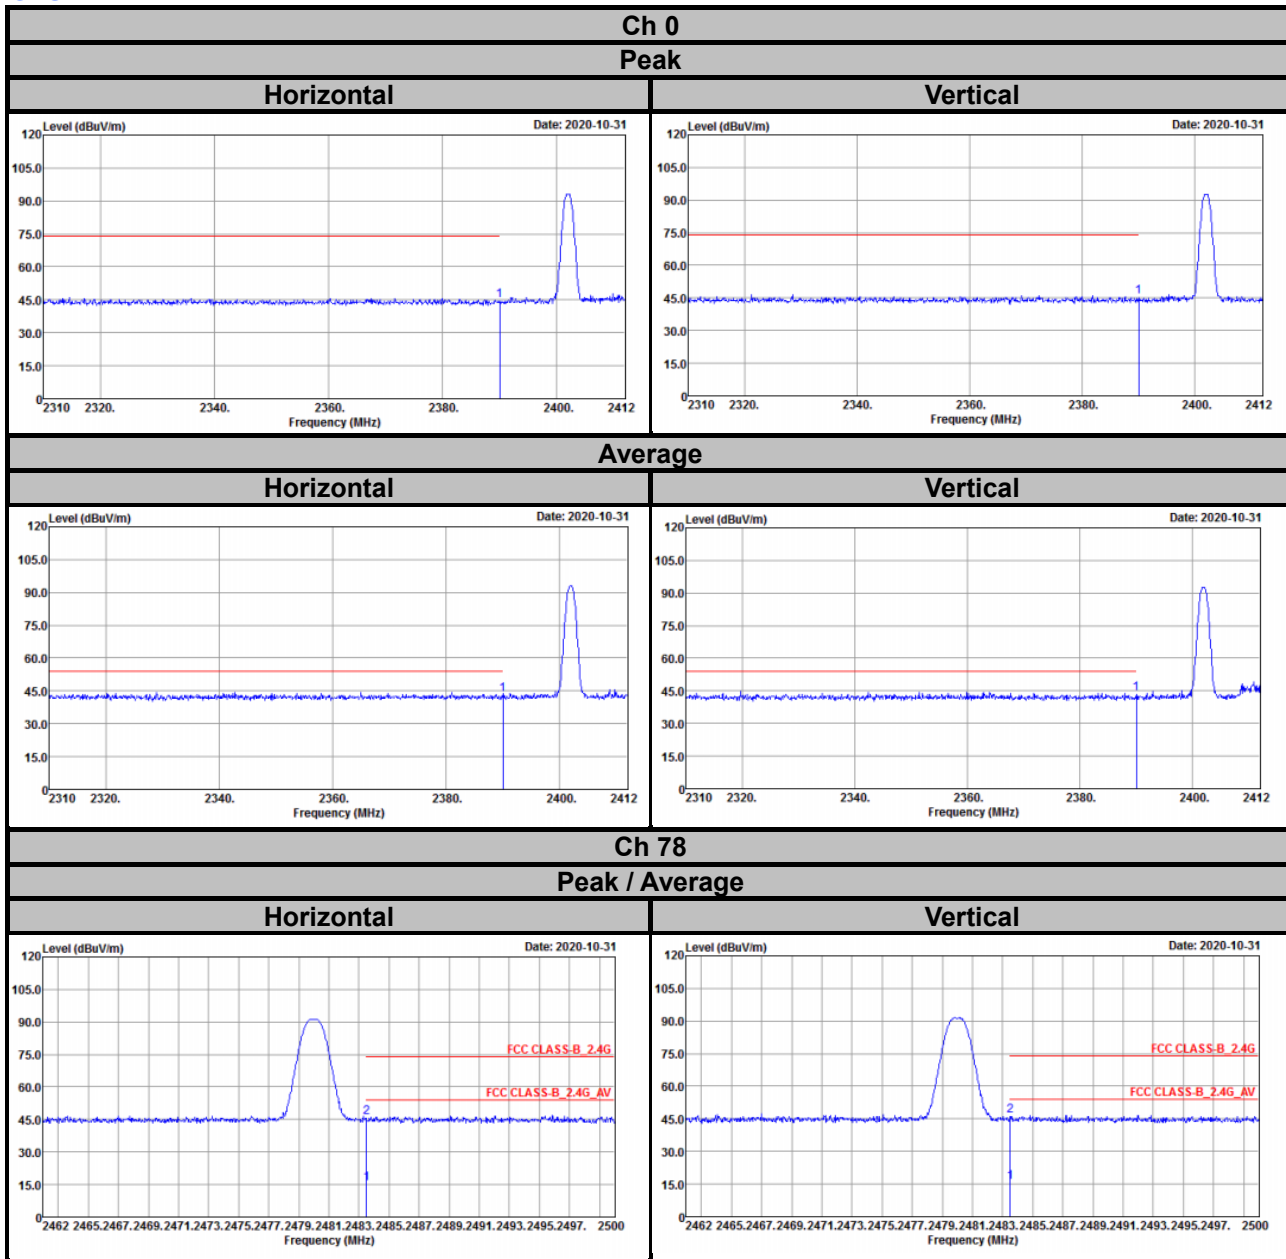 Ch 0
Peak
Horizontal Vertical
Level (dBuV/m) Date: 2020-10-31
120
105.0
90.0
75.0
60.0
45.0
30.0
15.0
0
1
2310 2320. 2340. 2360. 2380. 2400. 2412
Frequency (MHz)
Level (dBuV/m) Date: 2020-10-31
120
105.0
90.0
75.0
60.0
45.0
30.0
15.0
0
1
2310 2320. 2340. 2360. 2380. 2400. 2412
Frequency (MHz)
Average
Horizontal Vertical
Level (dBuV/m) Date: 2020-10-31
120
105.0
90.0
75.0
60.0
45.0
30.0
15.0
0
1
2310 2320. 2340. 2360. 2380. 2400. 2412
Frequency (MHz)
Level (dBuV/m) Date: 2020-10-31
120
105.0
90.0
75.0
60.0
45.0
30.0
15.0
0
1
2310 2320. 2340. 2360. 2380. 2400. 2412
Frequency (MHz)
Ch 78
Peak / Average
Horizontal Vertical
Level (dBuV/m) Date: 2020-10-31
120
105.0
90.0
75.0
60.0
45.0
30.0
15.0
0
FCC CLASS-B_2.4G
FCC CLASS-B_2.4G_AV
2
1
2462 2465.2467.2469.2471.2473.2475.2477.2479.2481.2483.2485.2487.2489.2491.2493.2495.2497. 2500
Frequency (MHz)
Level (dBuV/m) Date: 2020-10-31
120
105.0
90.0
75.0
60.0
45.0
30.0
15.0
0
FCC CLASS-B_2.4G
FCC CLASS-B_2.4G_AV
2
1
2462 2465.2467.2469.2471.2473.2475.2477.2479.2481.2483.2485.2487.2489.2491.2493.2495.2497. 2500
Frequency (MHz)